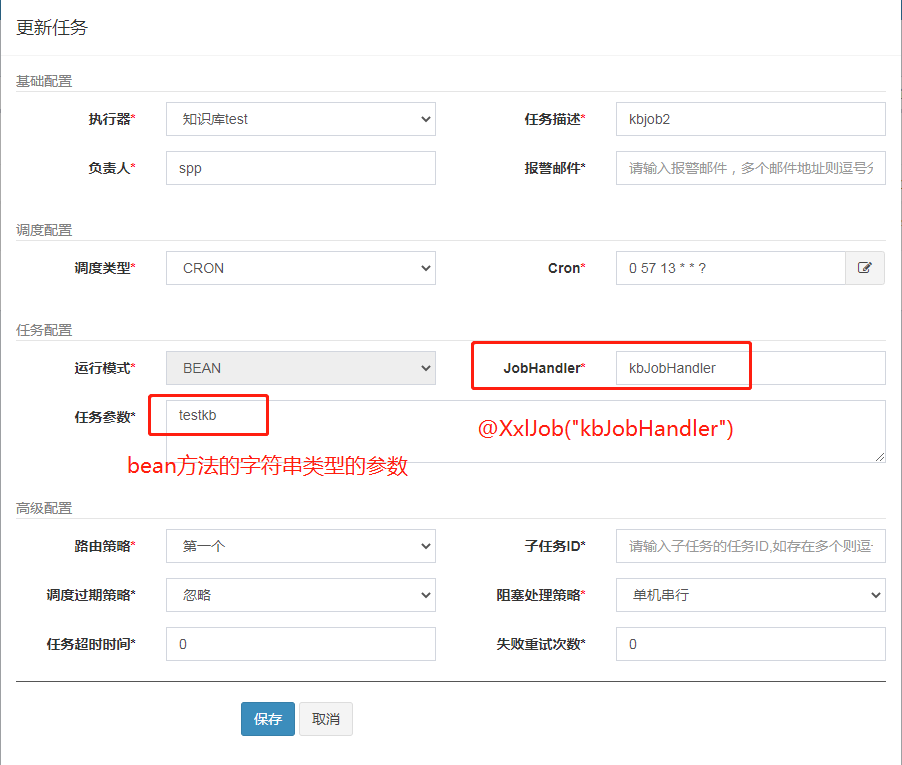 更新任务
基础配置
执行器* 知识库test 任务描述* kbjob2
负责人* spp 报警邮件* 请输入报警邮件，多个邮件地址则逗号分
调度配置
调度类型* CRON Cron* 0 57 13 * * ?
任务配置
运行模式* BEAN JobHandler* kbJobHandler
任务参数* testkb
@XxlJob("kbJobHandler")
bean方法的字符串类型的参数
高级配置
路由策略* 第一个 子任务ID* 请输入子任务的任务ID,如存在多个则逗
调度过期策略* 忽略 阻塞处理策略* 单机串行
任务超时时间* 0 失败重试次数* 0
保存 取消